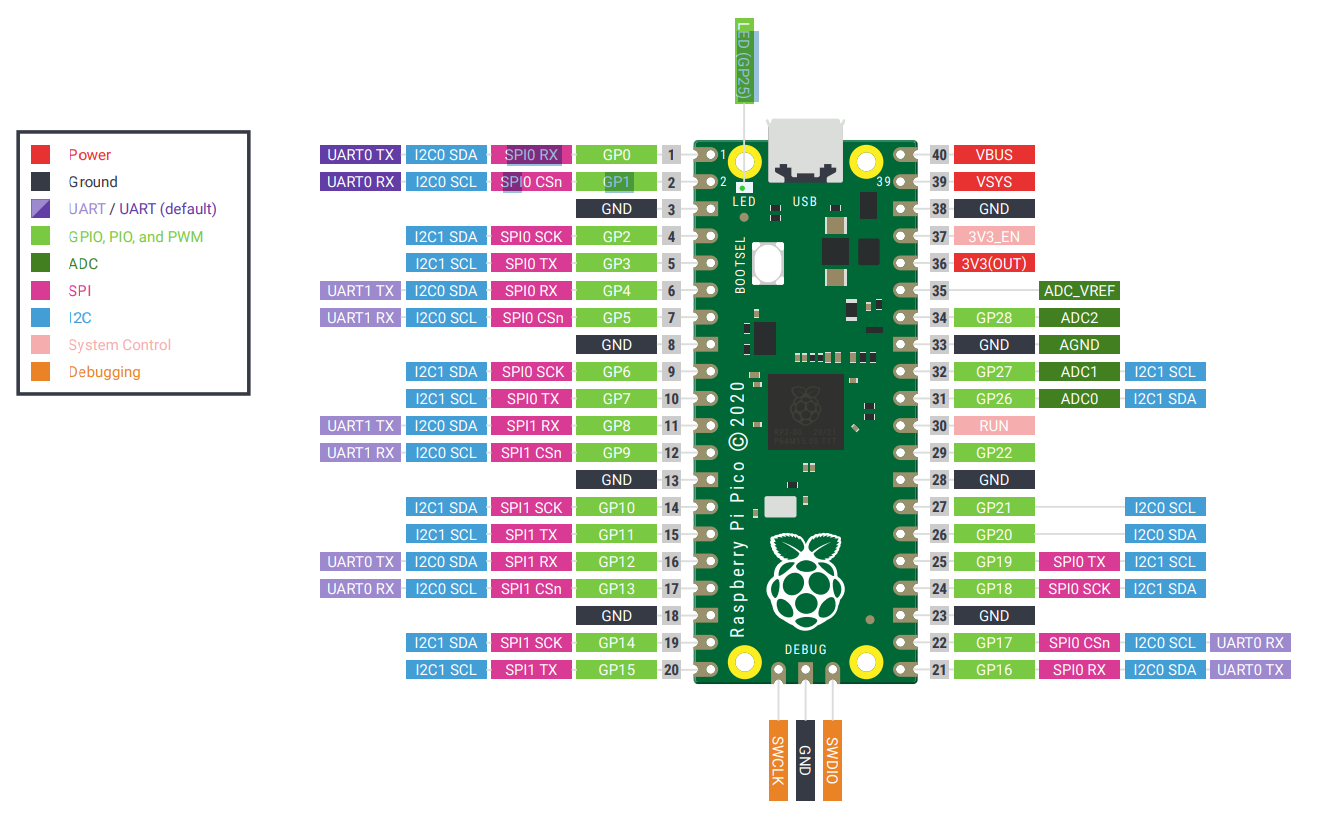 LED (GP25)
Power
Ground
UART / UART (default)
GPIO, PIO, and PWM
ADC
SPI
I2C
System Control
Debugging
UART0 TX I2C0 SDA SPI0 RX GP0 1 1 40 VBUS
UART0 RX I2C0 SCL SPI0 CSn GP1 2 2 39 39 VSYS
GND 3 LED USB 38 GND
I2C1 SDA SPI0 SCK GP2 4 37 3V3_EN
I2C1 SCL SPI0 TX GP3 5 BOOTSEL 36 3V3(OUT)
UART1 TX I2C0 SDA SPI0 RX GP4 6 35 ADC_VREF
UART1 RX I2C0 SCL SPI0 CSn GP5 7 34 GP28 ADC2
GND 8 33 GND AGND
I2C1 SDA SPI0 SCK GP6 9 32 GP27 ADC1 I2C1 SCL
I2C1 SCL SPI0 TX GP7 10 31 GP26 ADC0 I2C1 SDA
UART1 TX I2C0 SDA SPI1 RX GP8 11 30 RUN
UART1 RX I2C0 SCL SPI1 CSn GP9 12 29 GP22
GND 13 28 GND
I2C1 SDA SPI1 SCK GP10 14 27 GP21 I2C0 SCL
I2C1 SCL SPI1 TX GP11 15 26 GP20 I2C0 SDA
UART0 TX I2C0 SDA SPI1 RX GP12 16 25 GP19 SPI0 TX I2C1 SCL
UART0 RX I2C0 SCL SPI1 CSn GP13 17 24 GP18 SPI0 SCK I2C1 SDA
GND 18 23 GND
I2C1 SDA SPI1 SCK GP14 19 22 GP17 SPI0 CSn I2C0 SCL UART0 RX
I2C1 SCL SPI1 TX GP15 20 21 GP16 SPI0 RX I2C0 SDA UART0 TX
Raspberry Pi Pico ©2020
DEBUG
SWCLK
GND
SWDIO